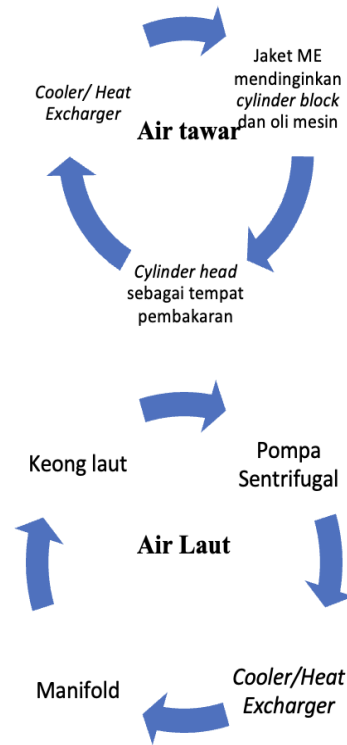 Jaket ME
mendinginkan
cylinder block
dan oli mesin
Cooler/ Heat
Excharger
Air tawar
Cylinder head
sebagai tempat
pembakaran
Keong laut
Pompa
Sentrifugal
Air Laut
Manifold
Cooler/Heat
Excharger